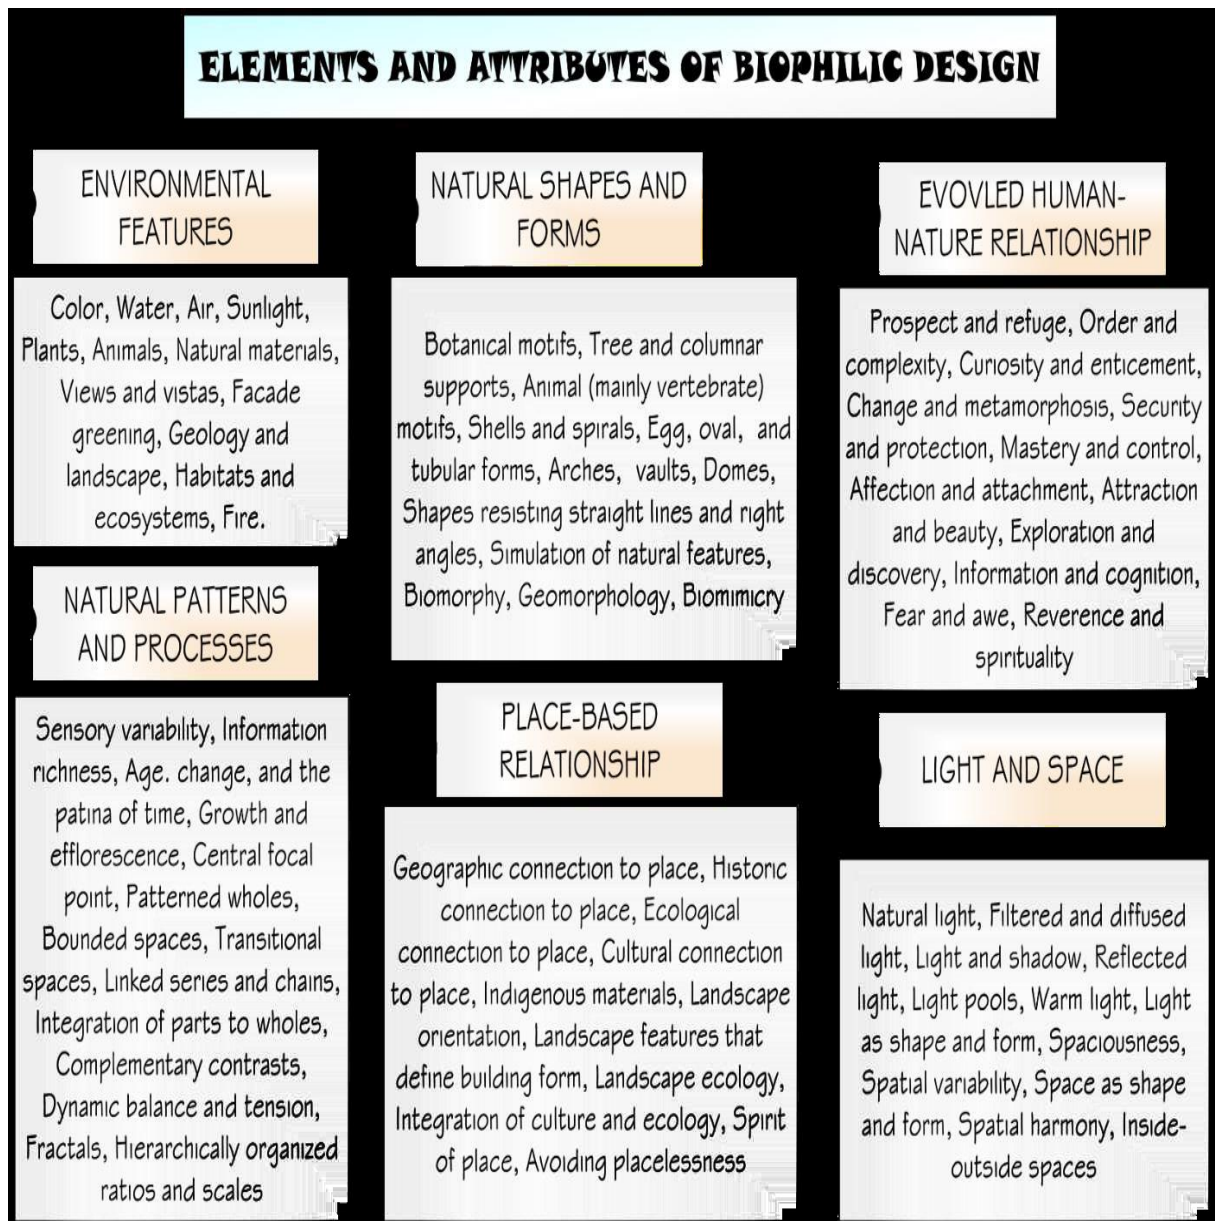 ELEMENTS AND ATTRIBUTES OF BIOPHILIC DESIGN
ENVIRONMENTAL
FEATURES
Color, Water, Air, Sunlight,
Plants, Animals, Natural materials,
Views and vistas, Facade
greening, Geology and
landscape, Habitats and
ecosystems, Fire.
NATURAL PATTERNS
AND PROCESSES
Sensory variability, Information
richness, Age. change, and the
patina of time, Growth and
efflorescence, Central focal
point, Patterned wholes,
Bounded spaces, Transitional
spaces, Linked series and chains,
Integration of parts to wholes,
Complementary contrasts,
Dynamic balance and tension,
Fractals, Hierarchically organized
ratios and scales
NATURAL SHAPES AND
FORMS
Botanical motifs, Tree and columnar
supports, Animal (mainly vertebrate)
motifs, Shells and spirals, Egg, oval, and
tubular forms, Arches, vaults, Domes,
Shapes resisting straight lines and right
angles, Simulation of natural features,
Biomorphy, Geomorphology, Biomimicry
PLACE-BASED
RELATIONSHIP
Geographic connection to place, Historic
connection to place, Ecological
connection to place, Cultural connection
to place, Indigenous materials, Landscape
orientation, Landscape features that
define building form, Landscape ecology,
Integration of culture and ecology, Spirit
of place, Avoiding placelessness
EVOVLED HUMAN-
NATURE RELATIONSHIP
Prospect and refuge, Order and
complexity, Curiosity and enticement,
Change and metamorphosis, Security
and protection, Mastery and control,
Affection and attachment, Attraction
and beauty, Exploration and
discovery, Information and cognition,
Fear and awe, Reverence and
spirituality
LIGHT AND SPACE
Natural light, Filtered and diffused
light, Light and shadow, Reflected
light, Light pools, Warm light, Light
as shape and form, Spaciousness,
Spatial variability, Space as shape
and form, Spatial harmony, Inside-
outside spaces